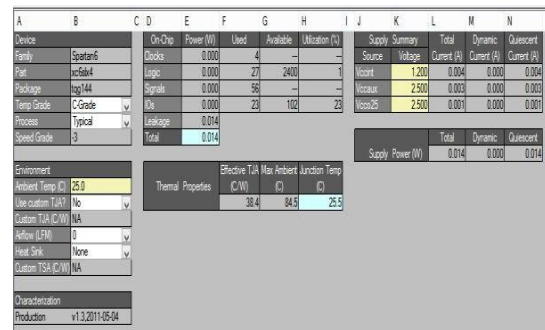 A B C D E F G H I J K L M N
Device On-Chip Power (W) Used Available Utilization (%) Supply Summary Total Dynamic Quiescent
Family Spartan6 Clocks 0.000 4 -- -- Source Voltage Current (A) Current (A) Current (A)
Part xc6slx4 Logic 0.000 27 2400 1 Vccint 1.200 0.004 0.000 0.004
Package tqg144 Signals 0.000 56 -- -- Vccaux 2.500 0.003 0.000 0.003
Temp Grade C-Grade IOs 0.000 23 102 23 Vcco25 2.500 0.001 0.000 0.001
Process Typical Leakage 0.014
Speed Grade -3 Total 0.014 Total Dynamic Quiescent
Supply Power (W) 0.014 0.000 0.014
Environment Effective TJA Max Ambient Junction Temp
Ambient Temp (C) 25.0 Thermal Properties (C/W) (C) (C)
Use custom TJA? No 38.4 84.5 25.5
Custom TJA (C/W) NA
Airflow (LFM) 0
Heat Sink None
Custom TSA (C/W) NA
Characterization
Production v1.3,2011-05-04